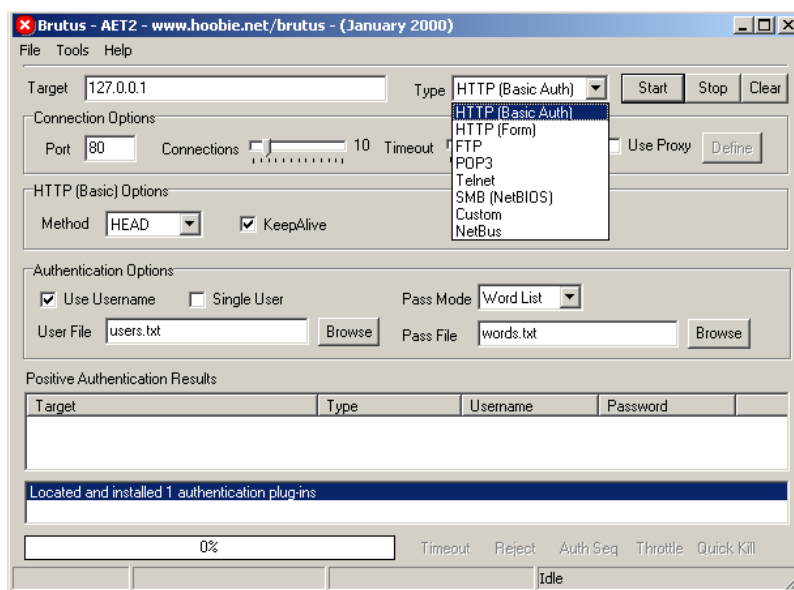 Brutus - AET2 - www.hoobie.net/brutus - (January 2000)
File Tools Help
Target 127.0.0.1 Type HTTP (Basic Auth) Start Stop Clear
HTTP (Basic Auth)
HTTP (Form)
FTP
POP3
Telnet
SMB (NetBIOS)
Custom
NetBus
Connection Options
Port 80 Connections 10 Timeout Use Proxy Define
HTTP (Basic) Options
Method HEAD KeepAlive
Authentication Options
Use Username Single User Pass Mode Word List
User File users.txt Browse Pass File words.txt Browse
Positive Authentication Results
Target Type Username Password
Located and installed 1 authentication plug-ins
0% Timeout Reject Auth Seq Throttle Quick Kill
Idle